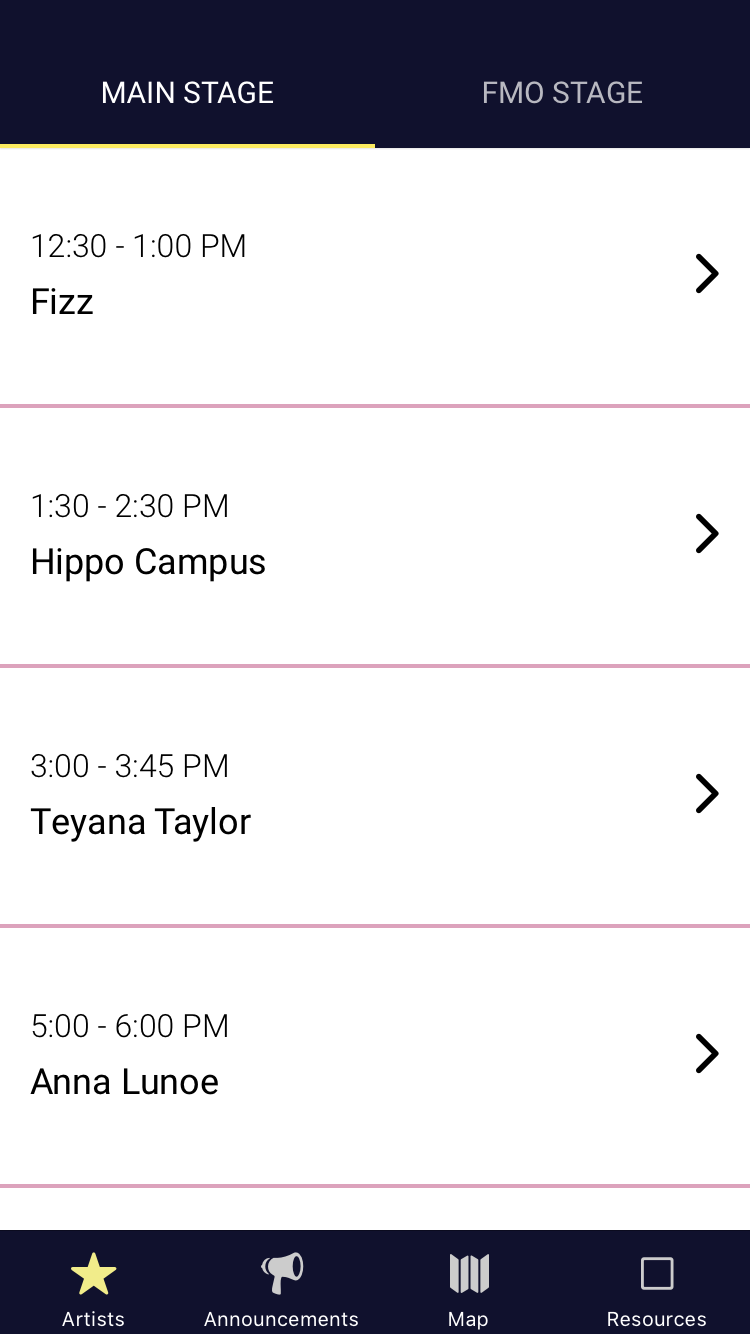 MAIN STAGE
FMO STAGE
12:30 - 1:00 PM
Fizz
1:30 - 2:30 PM
Hippo Campus
3:00 - 3:45 PM
Teyana Taylor
5:00 - 6:00 PM
Anna Lunoe
Artists
Announcements
Map
Resources